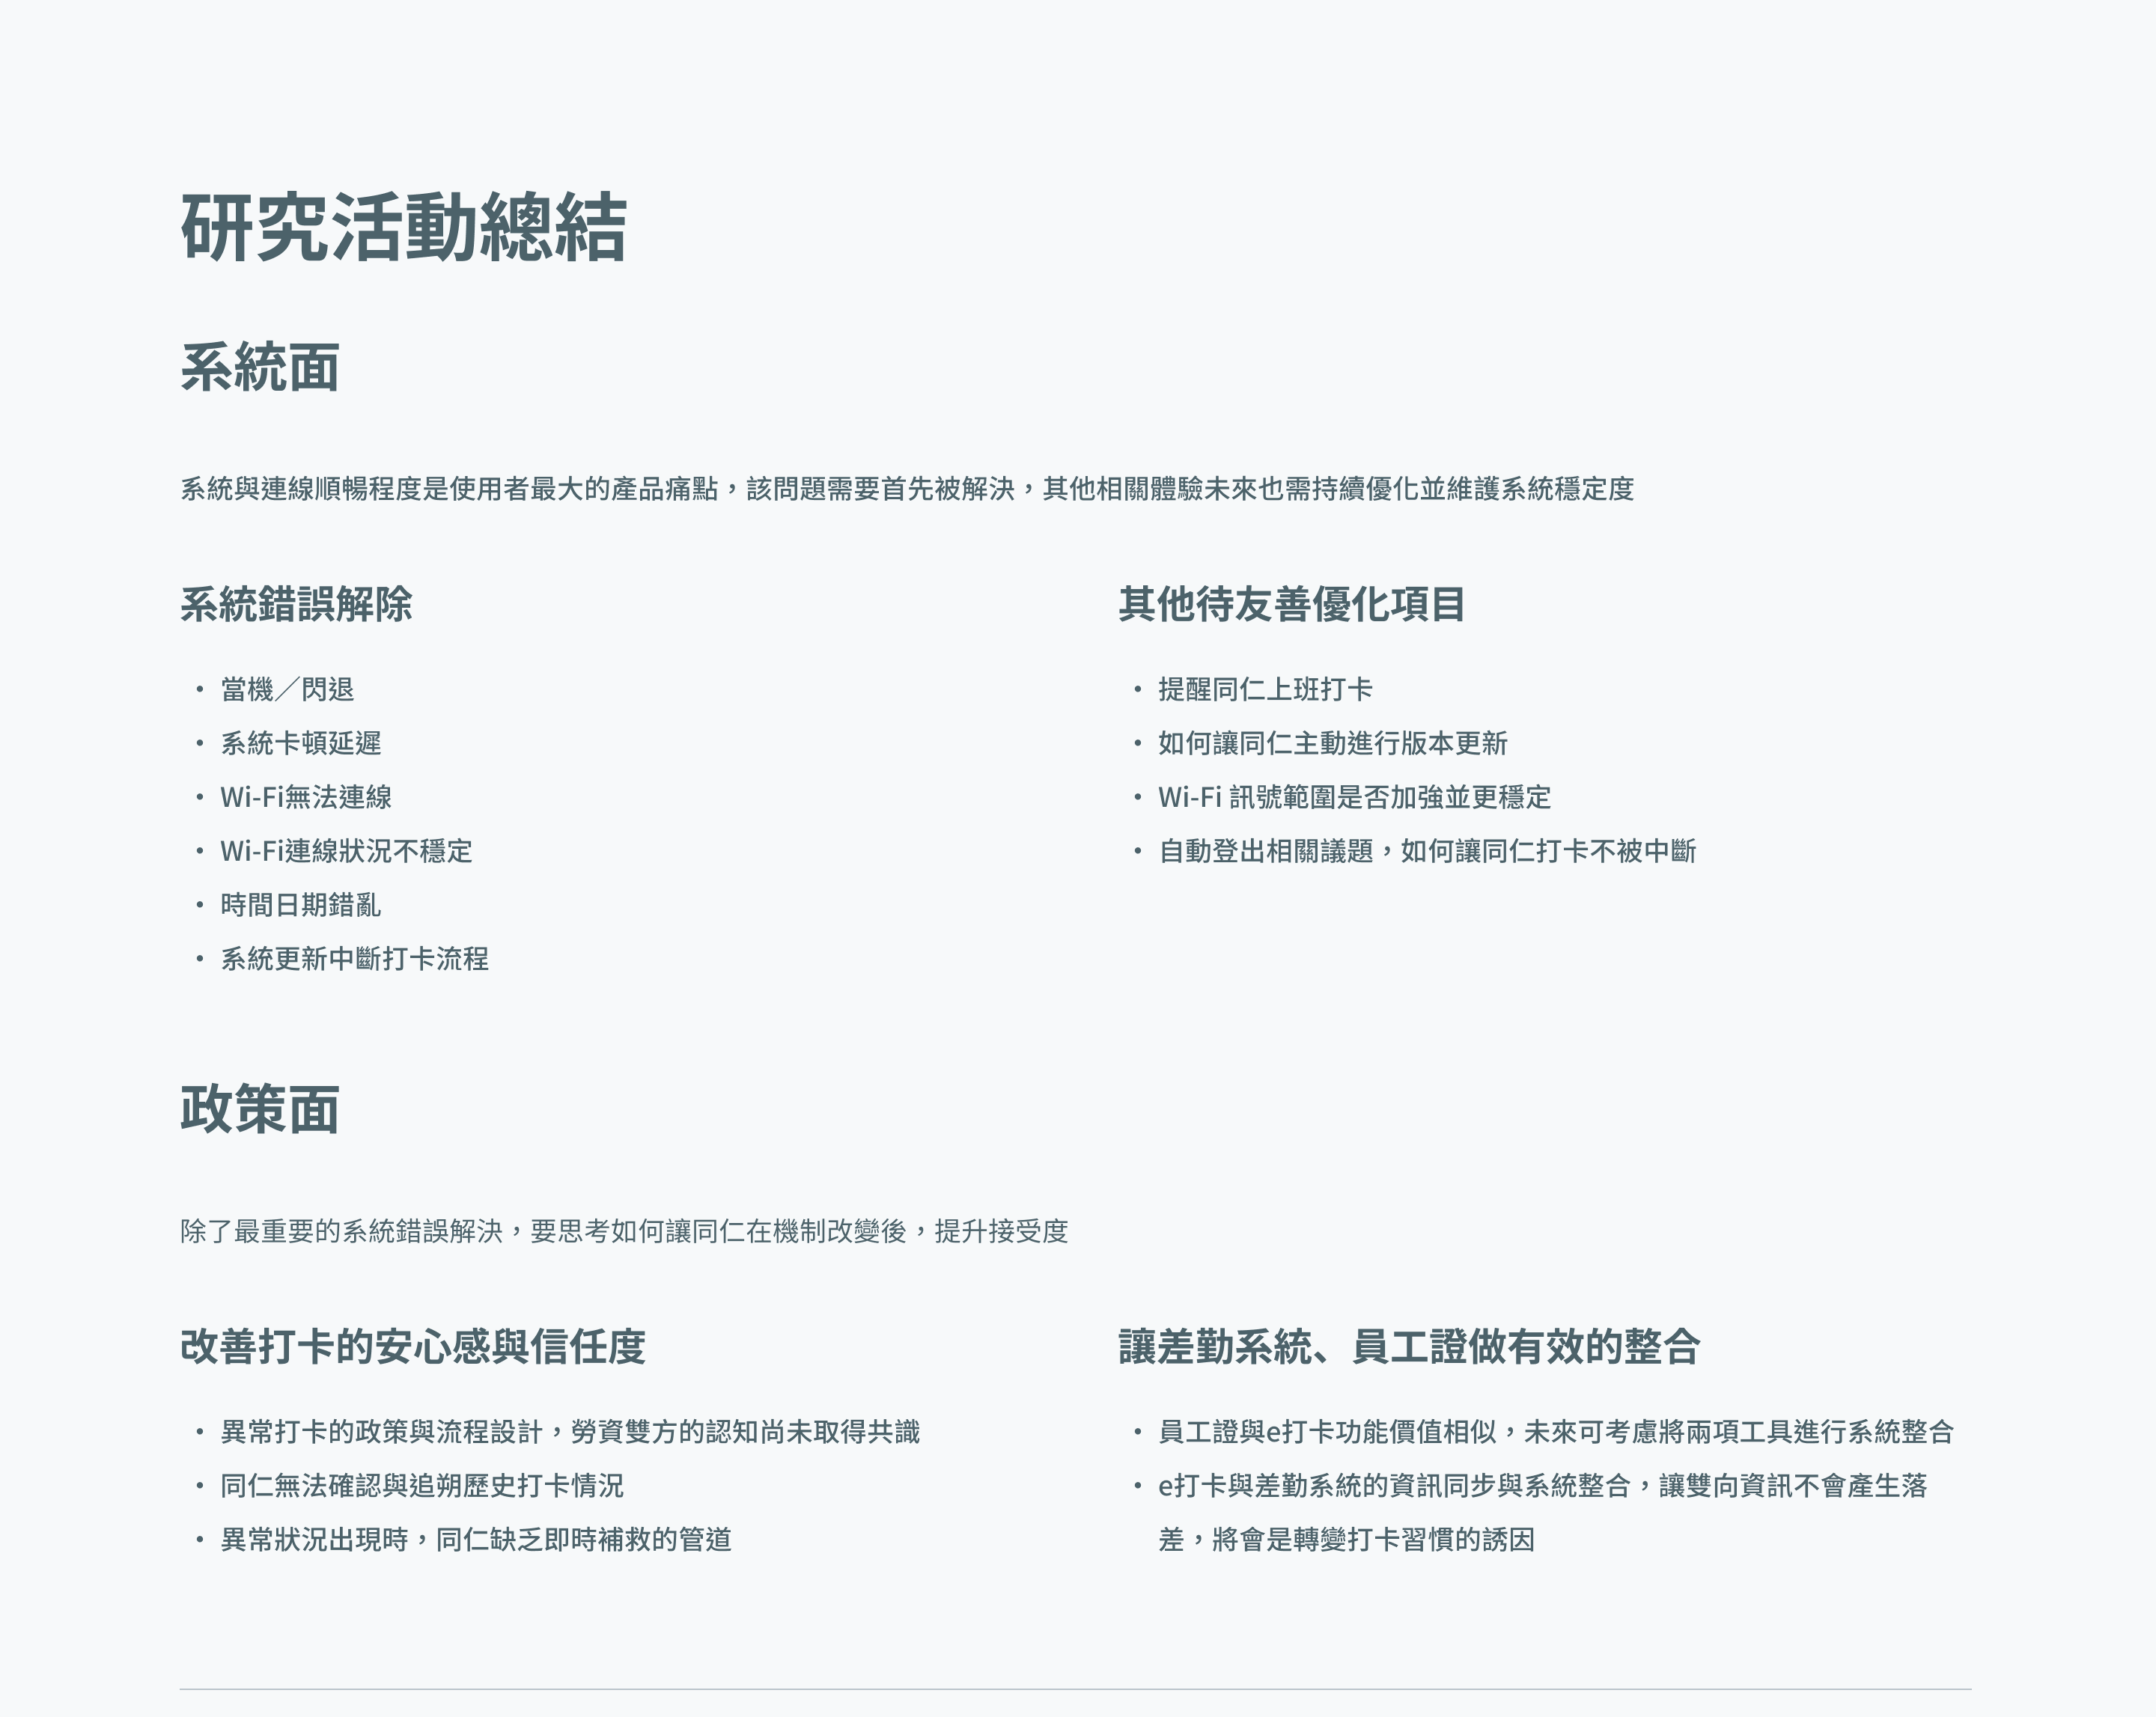 研究活動總結
系統面
系統與連線順暢程度是使用者最大的產品痛點，該問題需要首先被解決，其他相關體驗未來也需持續優化並維護系統穩定度
系統錯誤解除
• 當機／閃退
• 系統卡頓延遲
• Wi-Fi無法連線
• Wi-Fi連線狀況不穩定
• 時間日期錯亂
• 系統更新中斷打卡流程
其他待友善優化項目
• 提醒同仁上班打卡
• 如何讓同仁主動進行版本更新
• Wi-Fi 訊號範圍是否加強並更穩定
• 自動登出相關議題，如何讓同仁打卡不被中斷
政策面
除了最重要的系統錯誤解決，要思考如何讓同仁在機制改變後，提升接受度
改善打卡的安心感與信任度
• 異常打卡的政策與流程設計，勞資雙方的認知尚未取得共識
• 同仁無法確認與追朔歷史打卡情況
• 異常狀況出現時，同仁缺乏即時補救的管道
讓差勤系統、員工證做有效的整合
• 員工證與e打卡功能價值相似，未來可考慮將兩項工具進行系統整合
• e打卡與差勤系統的資訊同步與系統整合，讓雙向資訊不會產生落
差，將會是轉變打卡習慣的誘因